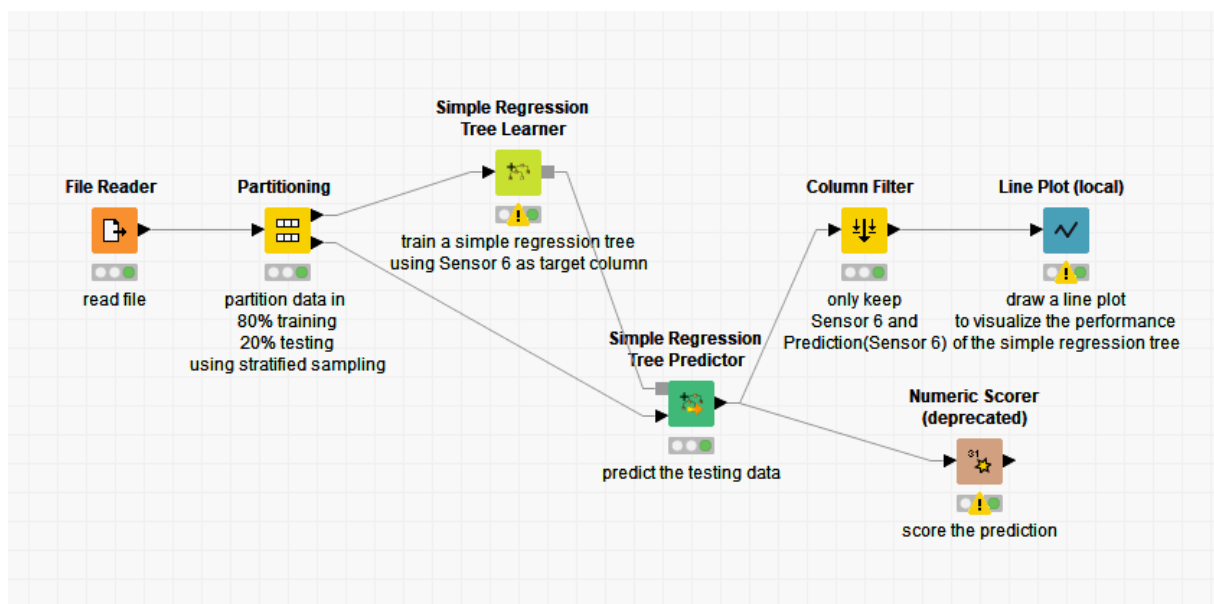 Simple Regression
Tree Learner
File Reader
Partitioning
Column Filter
Line Plot (local)
train a simple regression tree
using Sensor 6 as target column
read file
partition data in
80% training
20% testing
using stratified sampling
only keep
Sensor 6 and
Prediction(Sensor 6)
draw a line plot
to visualize the performance
of the simple regression tree
Simple Regression
Tree Predictor
Numeric Scorer
(deprecated)
31
predict the testing data
score the prediction